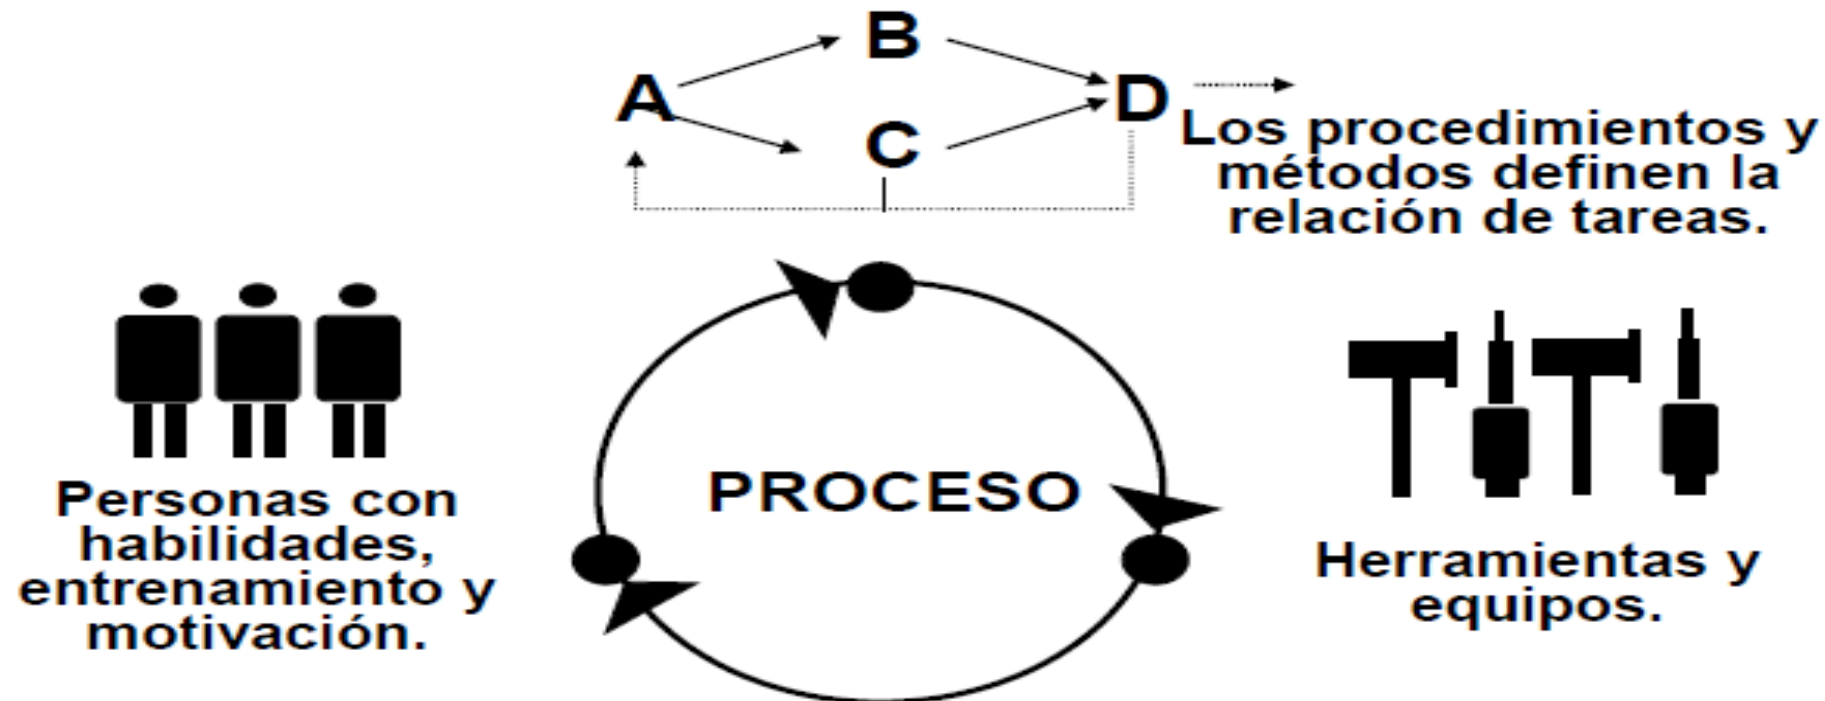 B
A
D
C
Los procedimientos y
métodos definen la
relación de tareas.
PROCESO
Personas con
habilidades,
entrenamiento y
motivación.
Herramientas y
equipos.